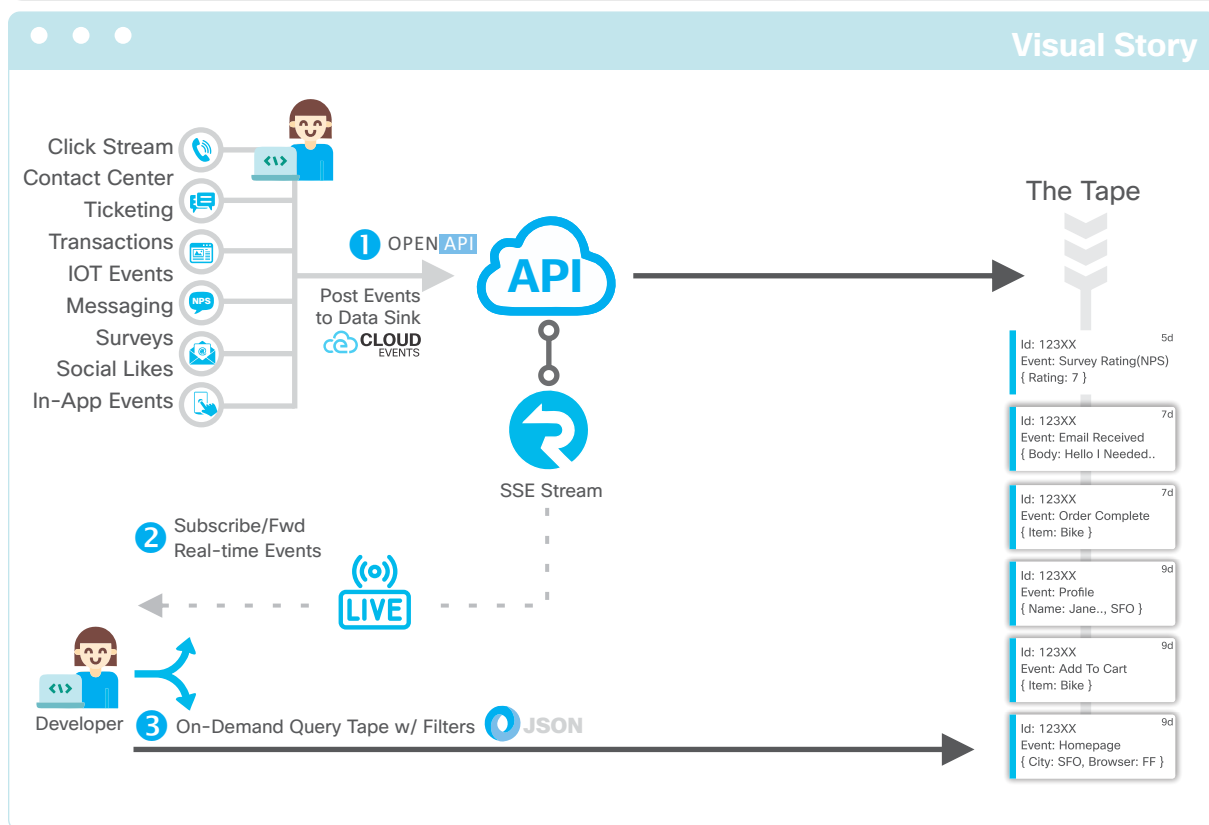 Visual Story
Click Stream
Contact Center
Ticketing
Transactions
IOT Events
Messaging
Surveys
Social Likes
In-App Events
NPS
1 OPEN API
Post Events
to Data Sink
CLOUD
EVENTS
API
SSE Stream
2 Subscribe/Fwd
Real-time Events
LIVE
Developer
3 On-Demand Query Tape w/ Filters JSON
The Tape
Id: 123XX 5d
Event: Survey Rating(NPS)
{ Rating: 7 }
Id: 123XX 7d
Event: Email Received
{ Body: Hello I Needed..
Id: 123XX 7d
Event: Order Complete
{ Item: Bike }
Id: 123XX 9d
Event: Profile
{ Name: Jane.., SFO }
Id: 123XX 9d
Event: Add To Cart
{ Item: Bike }
Id: 123XX 9d
Event: Homepage
{ City: SFO, Browser: FF }